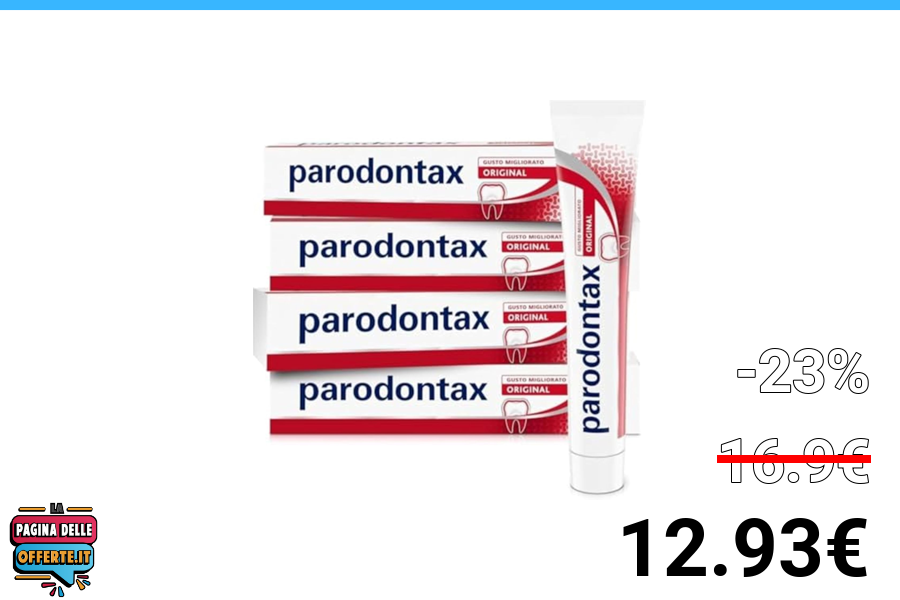 parodontax
GUSTO MIGLIORATO
ORIGINAL
parodontax
GUSTO MIGLIORAT
ORIGINAL
parodontax
GUSTO MIGLIORATO
ORIGINAL
parodontax
GUSTO MIGLIORATO
ORIGINAL
parodontax
GUSTO MIGLIORATO
ORIGINAL
-23%
16.9€
12.93€
LA
PAGINA DELLE
OFFERTE.IT